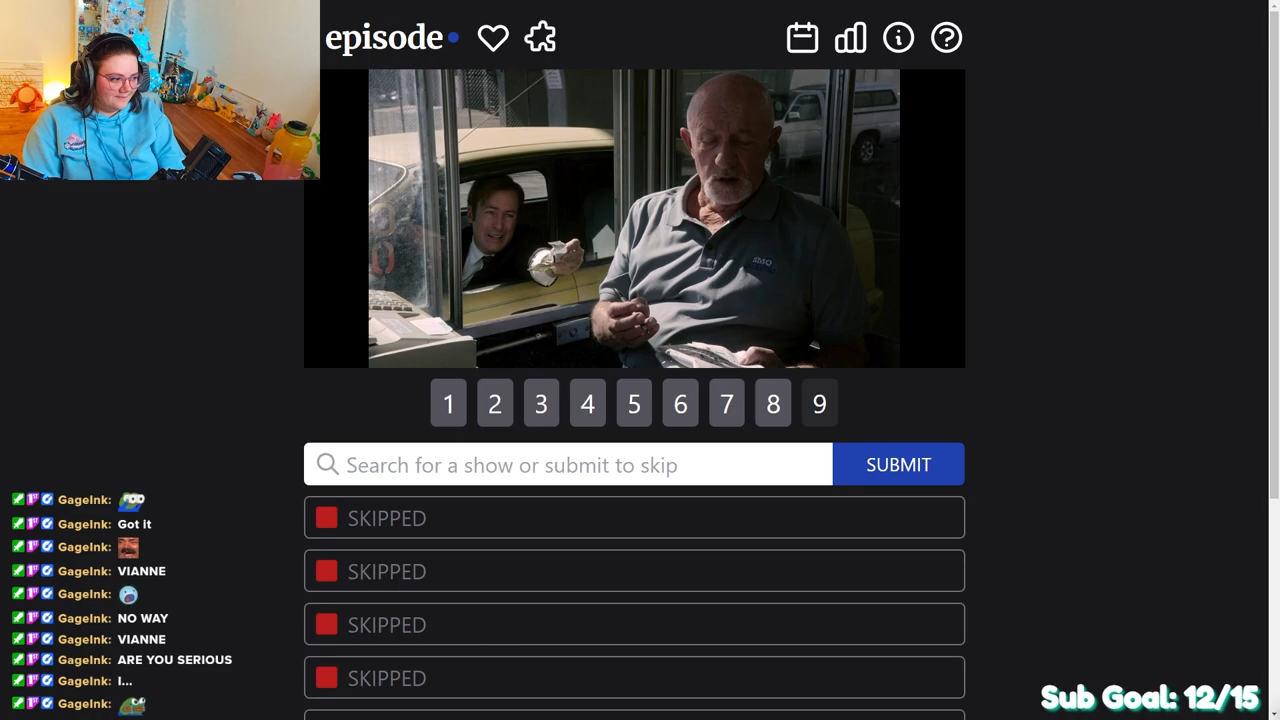 episode
SMQ
1 2 3 4 5 6 7 8 9
Search for a show or submit to skip
SUBMIT
SKIPPED
SKIPPED
SKIPPED
SKIPPED
GageInk:
GageInk: Got it
GageInk:
GageInk: VIANNE
GageInk:
GageInk: NO WAY
GageInk: VIANNE
GageInk: ARE YOU SERIOUS
GageInk: I...
GageInk:
Sub Goal: 12/15